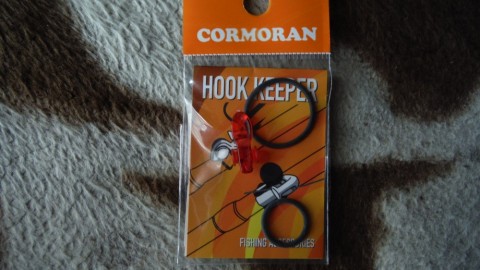 CORMORAN
HOOK KEEPER
FISHING ACCESSORIES